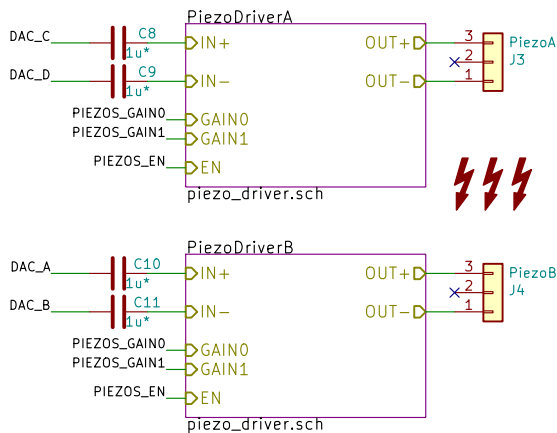 PiezoDriverA
DAC_C C8 IN+ OUT+ 3 PiezoA
1u* 2 J3
DAC_D C9 IN- OUT- 1
1u*
PIEZOS_GAIN0 GAIN0
PIEZOS_GAIN1 GAIN1
PIEZOS_EN EN
piezo_driver.sch
PiezoDriverB
DAC_A C10 IN+ OUT+ 3 PiezoB
1u* 2 J4
DAC_B C11 IN- OUT- 1
1u*
PIEZOS_GAIN0 GAIN0
PIEZOS_GAIN1 GAIN1
PIEZOS_EN EN
piezo_driver.sch